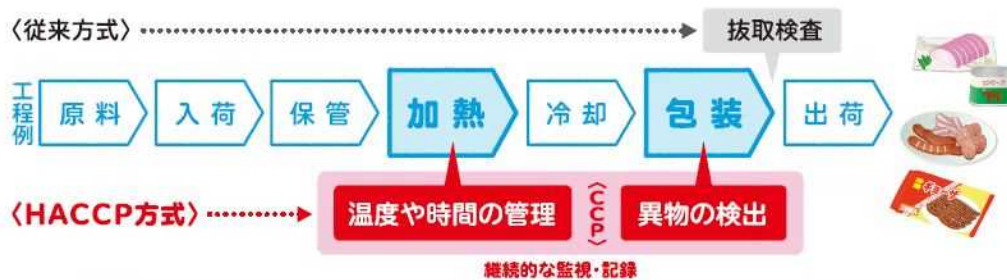 〈従来方式〉
抜取検査
工程例
原料
入荷
保管
加熱
冷却
包装
出荷
〈HACCP方式〉
温度や時間の管理
〈CCP〉
異物の検出
継続的な監視・記録